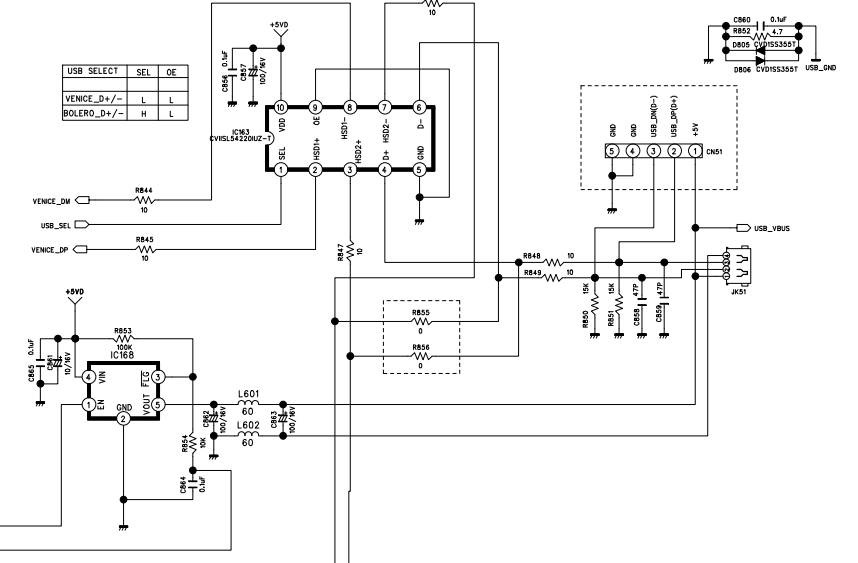 10
+5VD
C856 0.1uF
C857 100/16V
USB SELECT SEL OE
VENICE_D+/- L L
BOLERO_D+/- H L
10 9 8 7 6
VDD OE HSD1- HSD2- D-
IC163
CVIISL54220IUZ-T
SEL HSD1+ HSD2+ D+ GND
1 2 3 4 5
C860 0.1uF
R852 4.7
D805 CVD1SS355T
D806 CVD1SS355T
USB_GND
GND GND USB_DN(D-) USB_DP(D+) +5V
5 4 3 2 1 CN51
VENICE_DM R844
10
USB_SEL
VENICE_DP R845
10
R847 10
USB_VBUS
R848 10
R849 10
4
3
2
1
JK51
R850 15K
R851 15K
C858 47P
C859 47P
+5VD
R855
0
R856
0
R853
100K
IC168
C865 0.1uF
C861 10/16V
4 VIN FLG 3
1 EN GND VOUT 5
2
L601
60
L602
60
C862 100/16V
C863 100/16V
R854 10K
C864 0.1uF